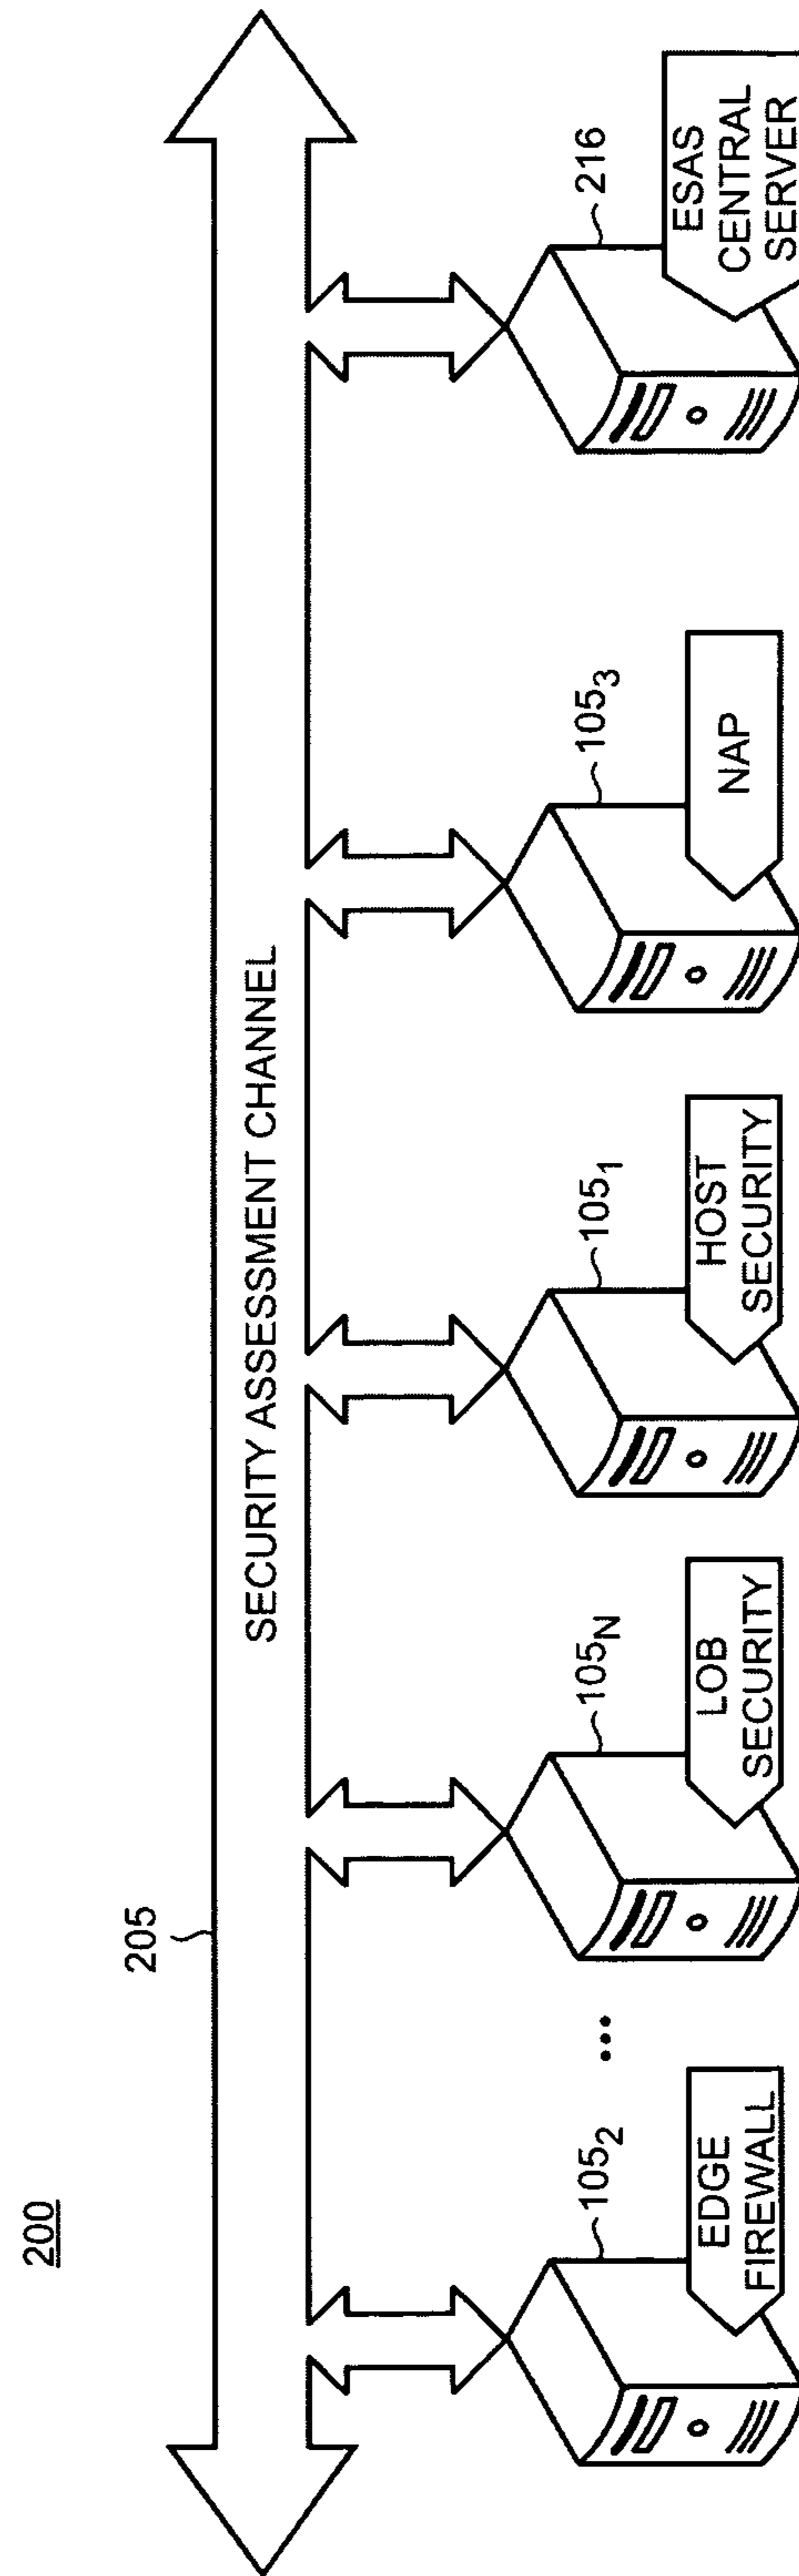 200
205
SECURITY ASSESSMENT CHANNEL
105₂
105N
105₁
105₃
216
...
EDGE
FIREWALL
LOB
SECURITY
HOST
SECURITY
NAP
ESAS
CENTRAL
SERVER